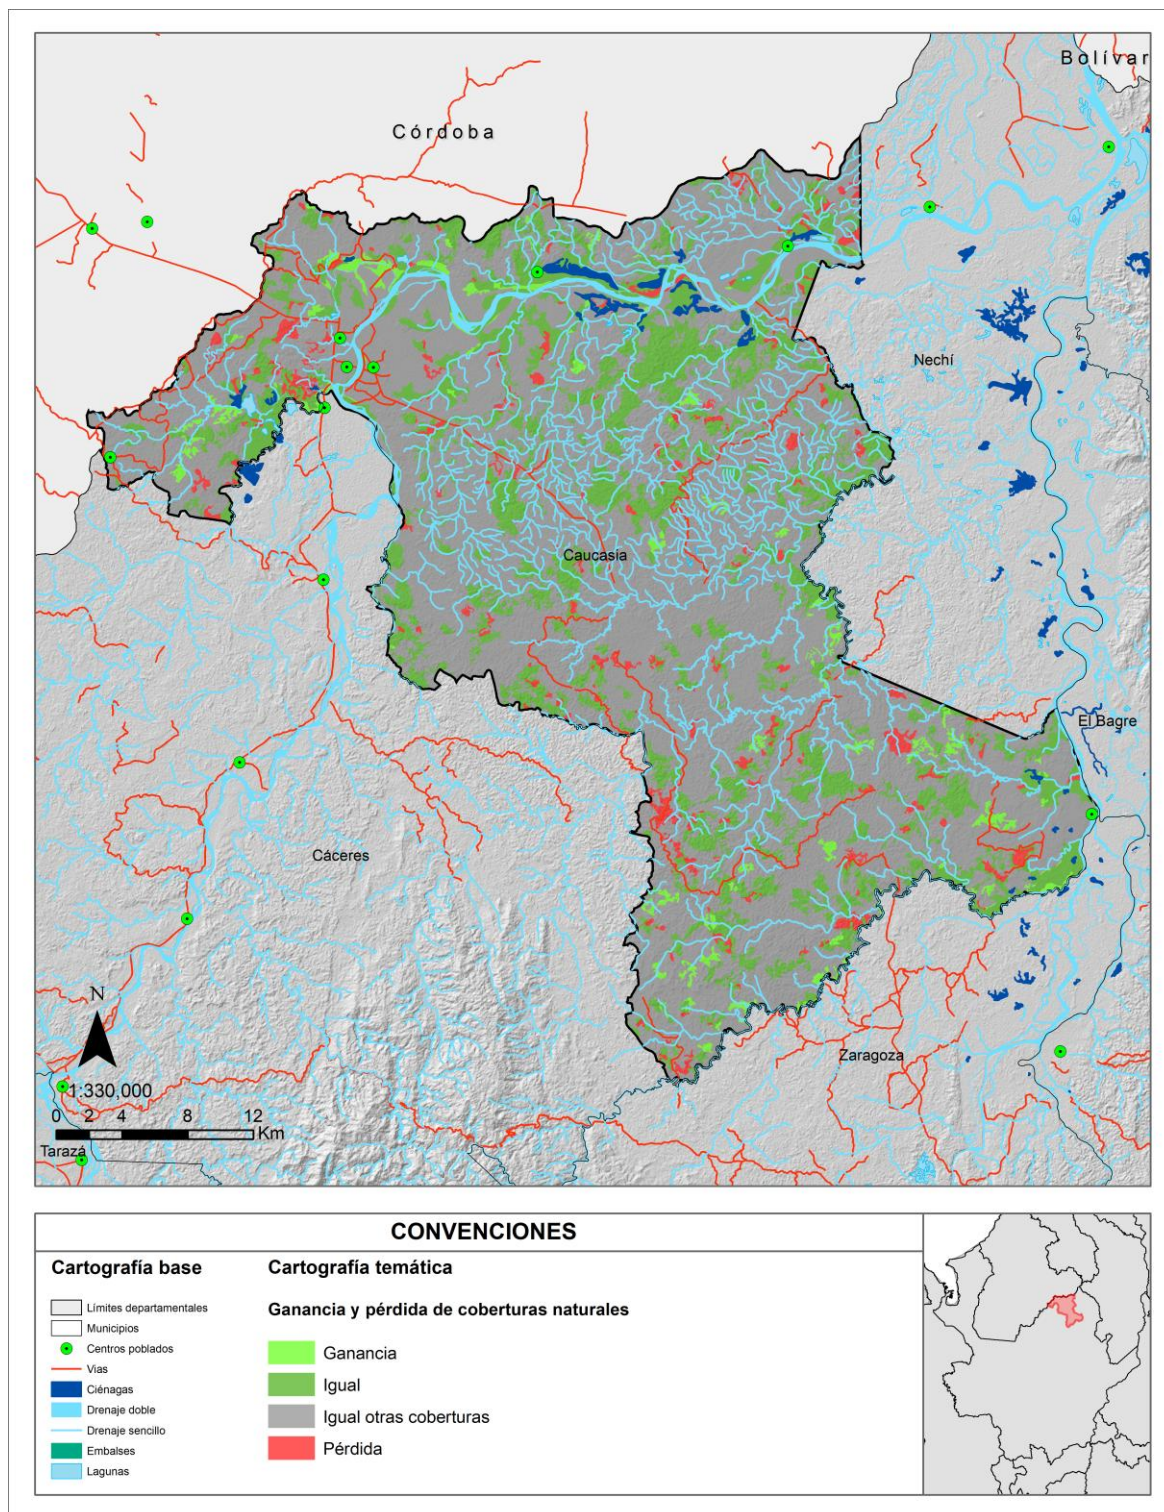 Bolívar
Córdoba
Nechí
Caucasia
El Bagre
Cáceres
N
Zaragoza
1:330,000
0 2 4 8 12
Km
Tarazá
CONVENCIONES
Cartografía base
Límites departamentales
Municipios
Centros poblados
Vias
Ciénagas
Drenaje doble
Drenaje sencillo
Embalses
Lagunas
Cartografía temática
Ganancia y pérdida de coberturas naturales
Ganancia
Igual
Igual otras coberturas
Pérdida